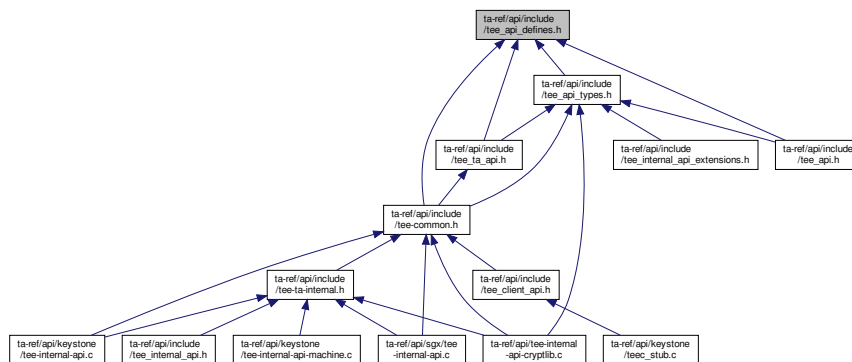 ta-ref/api/include
/tee_api_defines.h
ta-ref/api/include
/tee_api_types.h
ta-ref/api/include
/tee_ta_api.h
ta-ref/api/include
/tee_internal_api_extensions.h
ta-ref/api/include
/tee_api.h
ta-ref/api/include
/tee-common.h
ta-ref/api/include
/tee-ta-internal.h
ta-ref/api/include
/tee_client_api.h
ta-ref/api/keystone
/tee-internal-api.c
ta-ref/api/include
/tee_internal_api.h
ta-ref/api/keystone
/tee-internal-api-machine.c
ta-ref/api/sgx/tee
-internal-api.c
ta-ref/api/tee-internal
-api-cryptlib.c
ta-ref/api/keystone
/teec_stub.c